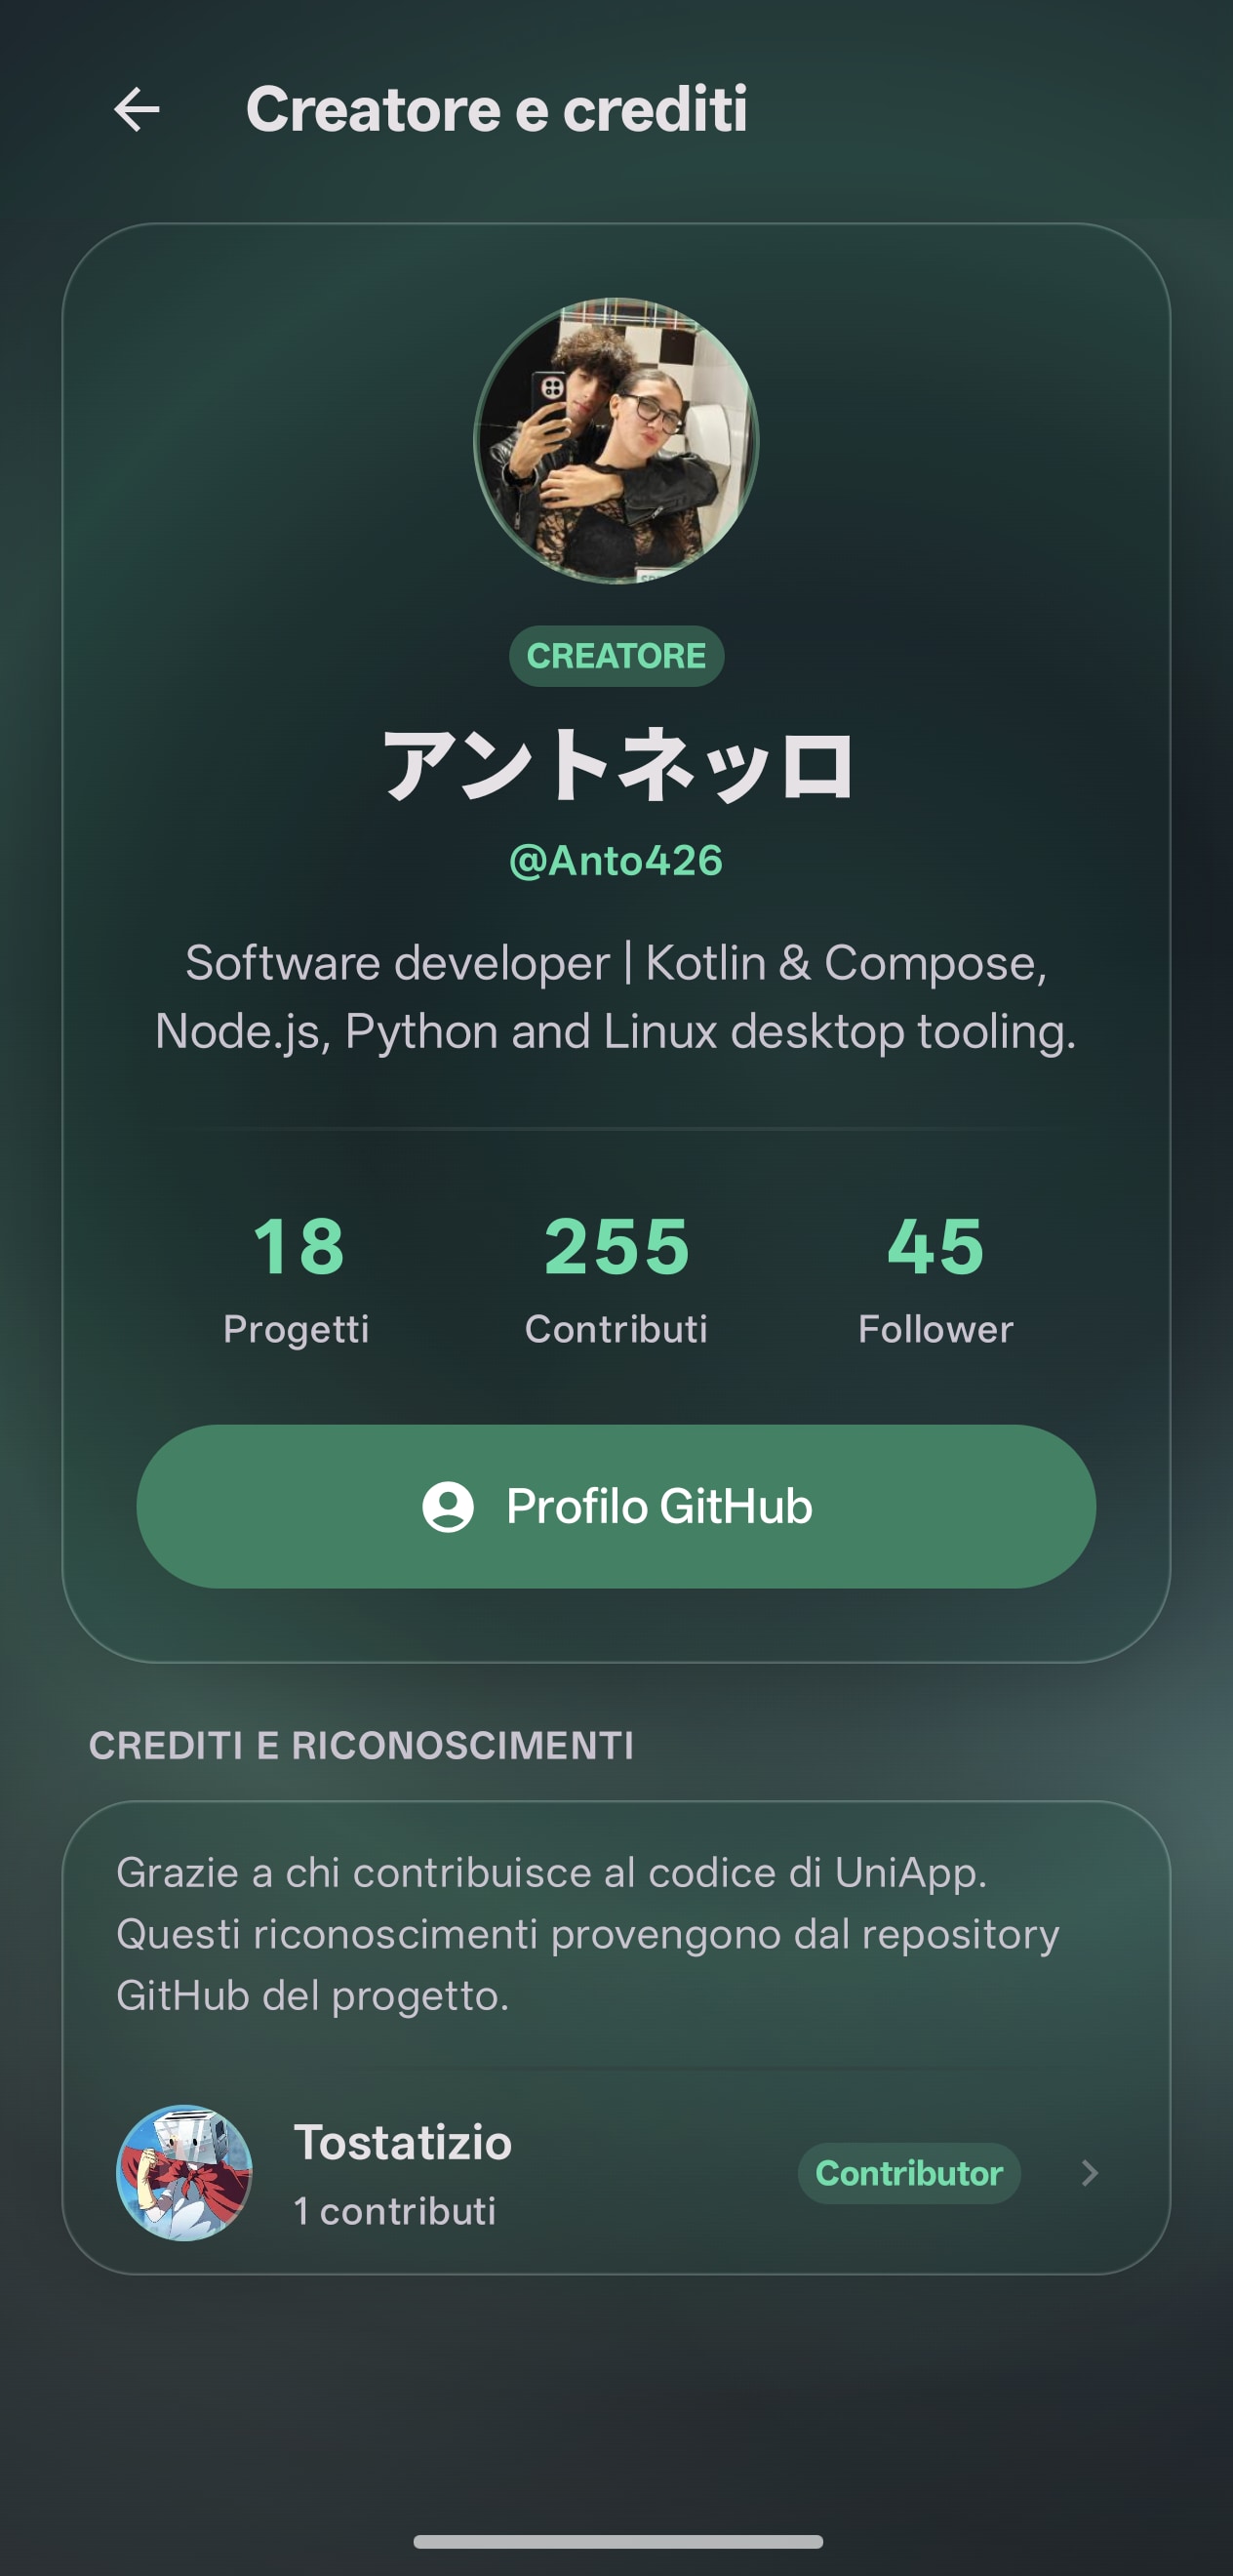 Creatore e crediti
CREATORE
アントネッロ
@Anto426
Software developer | Kotlin & Compose,
Node.js, Python and Linux desktop tooling.
18
255
45
Progetti
Contributi
Follower
Profilo GitHub
CREDITI E RICONOSCIMENTI
Grazie a chi contribuisce al codice di UniApp.
Questi riconoscimenti provengono dal repository
GitHub del progetto.
Tostatizio
1 contributi
Contributor